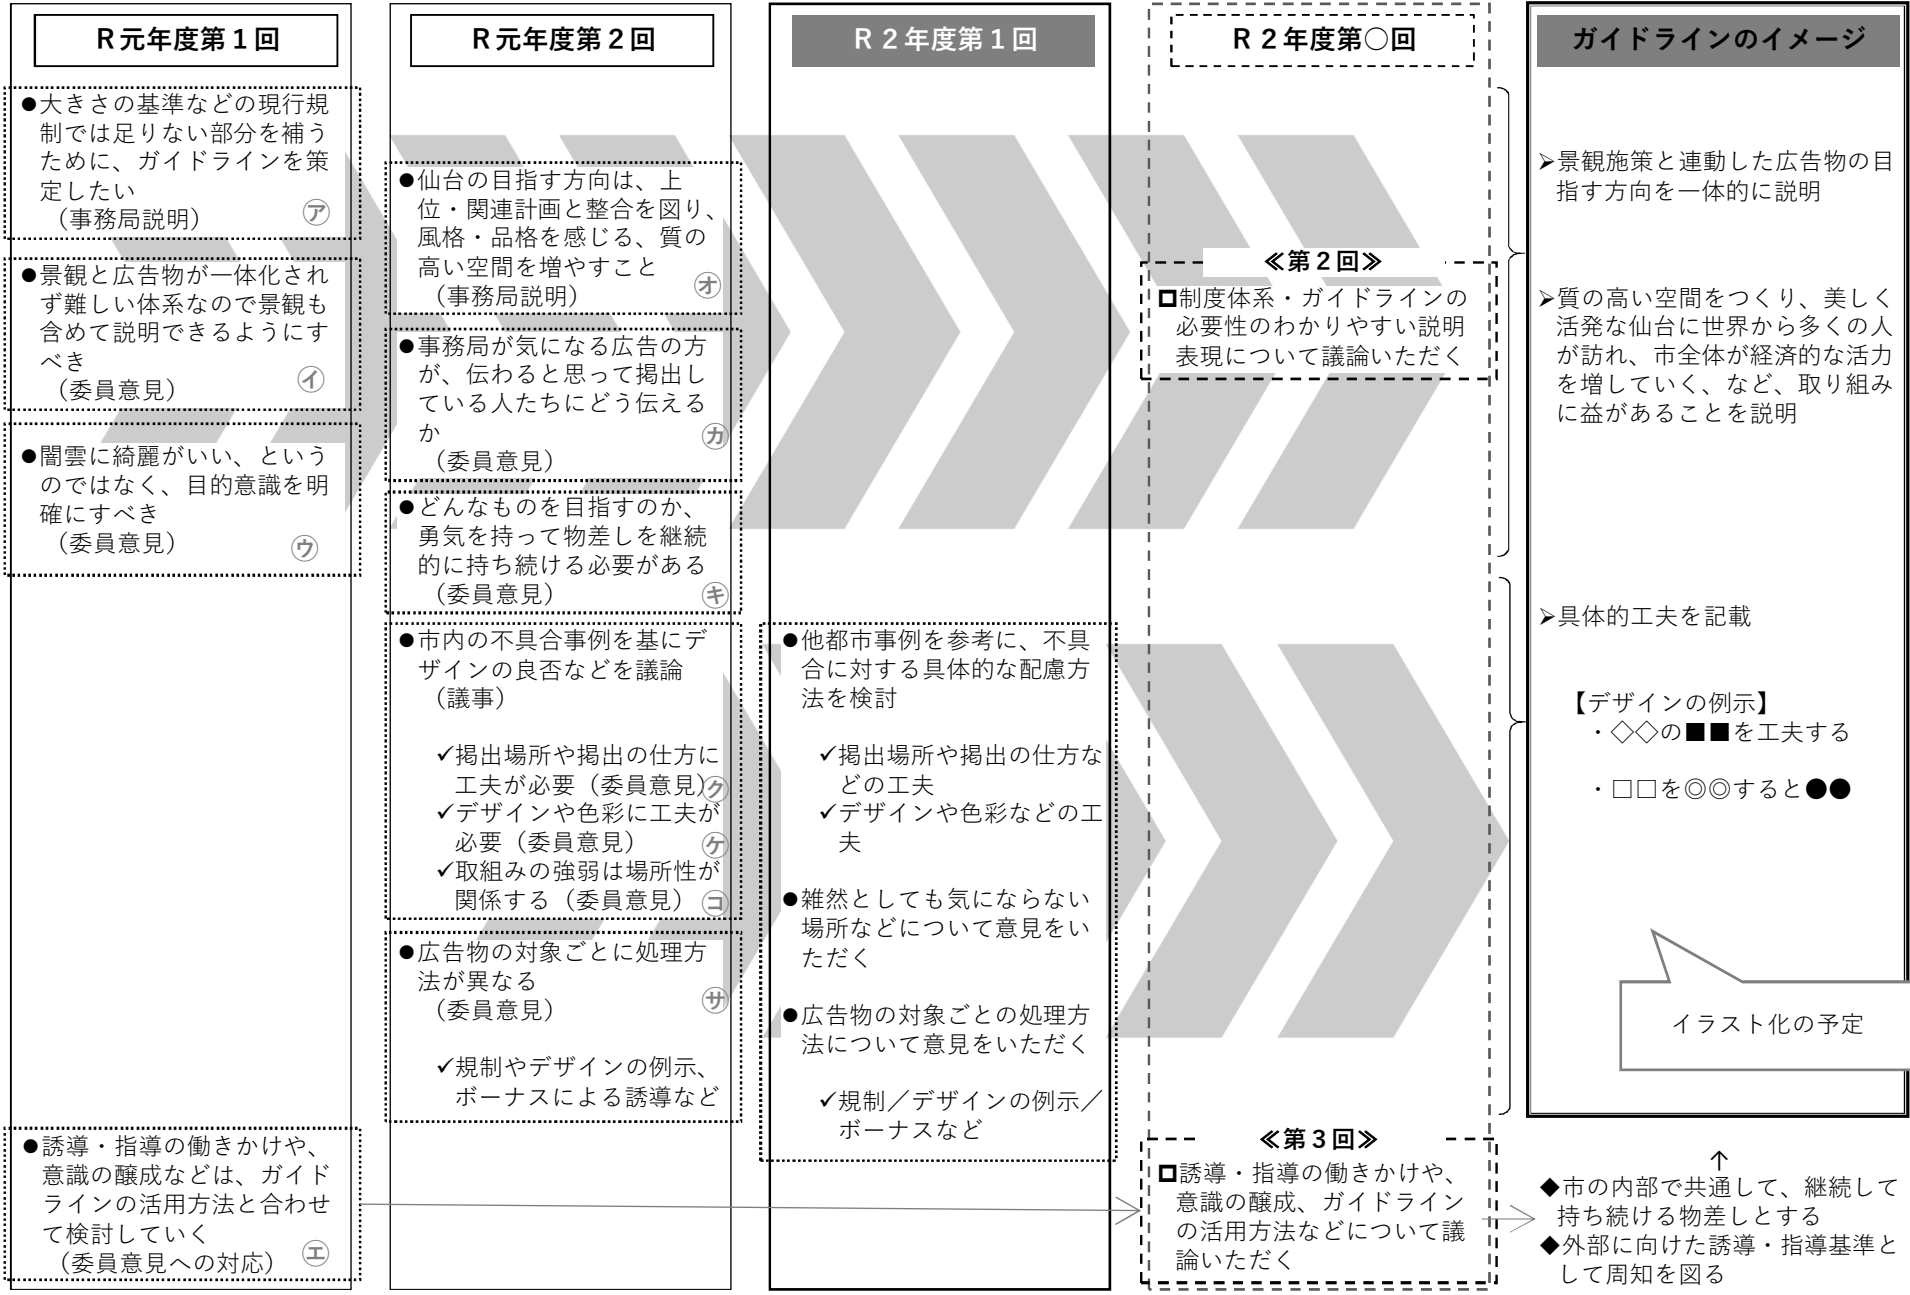 R元年度第１回
●大きさの基準などの現行規
制では足りない部分を補う
ために、ガイドラインを策
定したい
（事務局説明）
㋐
●景観と広告物が一体化され
ず難しい体系なので景観も
含めて説明できるようにす
べき
（委員意見）
㋑
●闇雲に綺麗がいい、という
のではなく、目的意識を明
確にすべき
（委員意見）
㋒
●誘導・指導の働きかけや、
意識の醸成などは、ガイド
ラインの活用方法と合わせ
て検討していく
（委員意見への対応）
㋓
R元年度第２回
●仙台の目指す方向は、上
位・関連計画と整合を図り、
風格・品格を感じる、質の
高い空間を増やすこと
（事務局説明）
㋔
●事務局が気になる広告の方
が、伝わると思って掲出し
ている人たちにどう伝える
か
（委員意見）
㋕
●どんなものを目指すのか、
勇気を持って物差しを継続
的に持ち続ける必要がある
（委員意見）
㋖
●市内の不具合事例を基にデ
ザインの良否などを議論
（議事）
✓掲出場所や掲出の仕方に
工夫が必要（委員意見）㋗
✓デザインや色彩に工夫が
必要（委員意見）
㋘
✓取組みの強弱は場所性が
関係する（委員意見）
㋙
●広告物の対象ごとに処理方
法が異なる
（委員意見）
㋚
✓規制やデザインの例示、
ボーナスによる誘導など
R２年度第１回
●他都市事例を参考に、不具
合に対する具体的な配慮方
法を検討
✓掲出場所や掲出の仕方な
どの工夫
✓デザインや色彩などの工
夫
●雑然としても気にならない
場所などについて意見をい
ただく
●広告物の対象ごとの処理方
法について意見をいただく
✓規制／デザインの例示／
ボーナスなど
R２年度第○回
≪第２回≫
◘制度体系・ガイドラインの
必要性のわかりやすい説明
表現について議論いただく
≪第３回≫
◘誘導・指導の働きかけや、
意識の醸成、ガイドライン
の活用方法などについて議
論いただく
ガイドラインのイメージ
➢景観施策と連動した広告物の目
指す方向を一体的に説明
➢質の高い空間をつくり、美しく
活発な仙台に世界から多くの人
が訪れ、市全体が経済的な活力
を増していく、など、取り組み
に益があることを説明
➢具体的工夫を記載
【デザインの例示】
・◇◇の■■を工夫する
・□□を◎◎すると●●
イラスト化の予定
↑
◆市の内部で共通して、継続して
持ち続ける物差しとする
◆外部に向けた誘導・指導基準と
して周知を図る